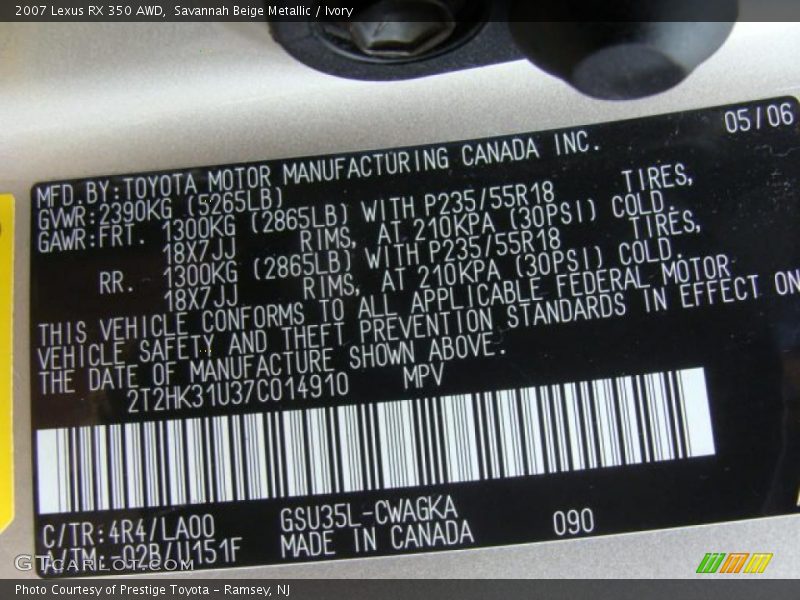 2007 Lexus RX 350 AWD, Savannah Beige Metallic / Ivory
05/06
MFD.BY:TOYOTA MOTOR MANUFACTURING CANADA INC.
GVWR:2390KG (5265LB)
GAWR:FRT. 1300KG (2865LB) WITH P235/55R18 TIRES,
18X7JJ RIMS, AT 210KPA (30PSI) COLD.
RR. 1300KG (2865LB) WITH P235/55R18 TIRES,
18X7JJ RIMS, AT 210KPA (30PSI) COLD.
THIS VEHICLE CONFORMS TO ALL APPLICABLE FEDERAL MOTOR
VEHICLE SAFETY AND THEFT PREVENTION STANDARDS IN EFFECT ON
THE DATE OF MANUFACTURE SHOWN ABOVE.
2T2HK31U37C014910 MPV
C/TR:4R4/LA00 GSU35L-CWAGKA
A/TM:-02B/U151F MADE IN CANADA 090
GTCarLot.com
Photo Courtesy of Prestige Toyota - Ramsey, NJ